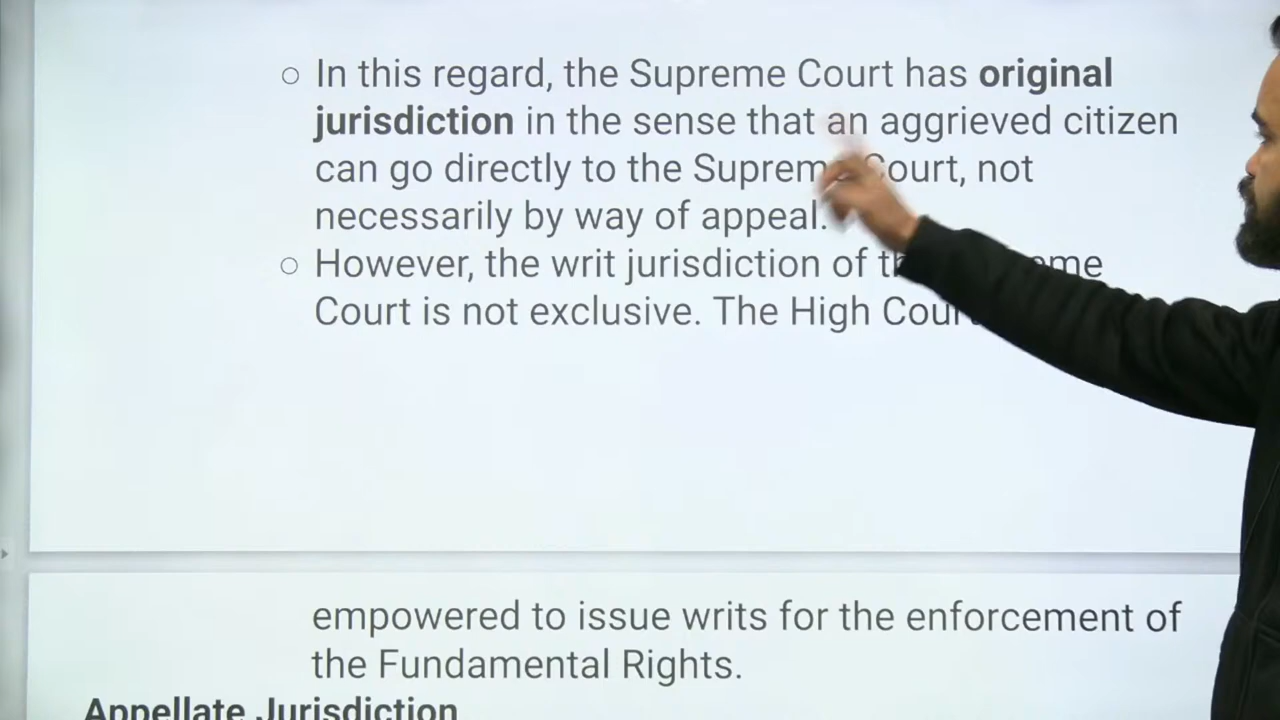 ○ In this regard, the Supreme Court has original
jurisdiction in the sense that an aggrieved citizen
can go directly to the Supreme Court, not
necessarily by way of appeal.
○ However, the writ jurisdiction of
Court is not exclusive. The High Court
empowered to issue writs for the enforcement of
the Fundamental Rights.
Appellate Jurisdiction